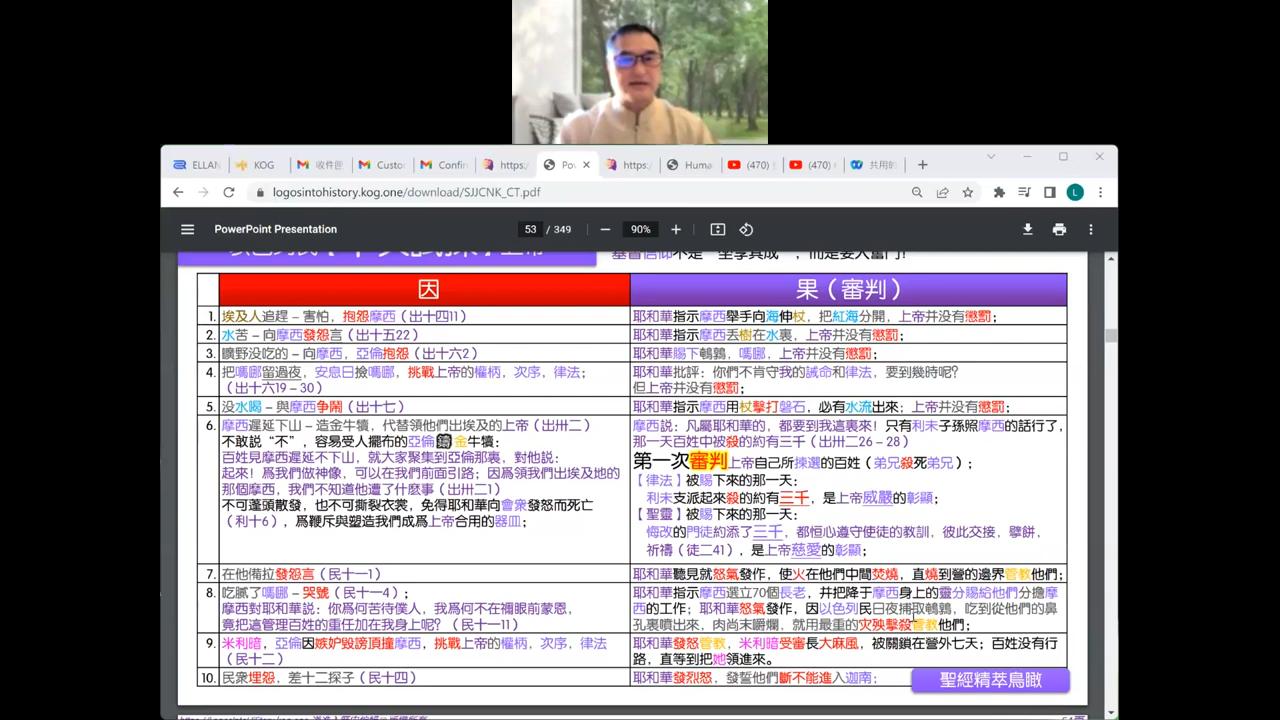 ELLAN
KOG
收件匣
Custo
Confir
https:/
Pov
https:/
Huma
(470)
(470)
共用的
logosintohistory.kog.one/download/SJJCNK_CT.pdf
L
PowerPoint Presentation
53 / 349
90%
因
果（審判）
1. 埃及人追趕 – 害怕，抱怨摩西（出十四11）
耶和華指示摩西舉手向海伸杖，把紅海分開，上帝并没有懲罰；
2. 水苦 – 向摩西發怨言（出十五22）
耶和華指示摩西丟樹在水裏，上帝并没有懲罰；
3. 曠野没吃的 – 向摩西，亞倫抱怨（出十六2）
耶和華賜下鵪鶉，嗎哪，上帝并没有懲罰；
4. 把嗎哪留過夜，安息日撿嗎哪，挑戰上帝的權柄，次序，律法；
（出十六19 – 30）
耶和華批評：你們不肯守我的誡命和律法，要到幾時呢？
但上帝并没有懲罰；
5. 没水喝 – 與摩西争鬧（出十七）
耶和華指示摩西用杖擊打磐石，必有水流出來；上帝并没有懲罰；
6. 摩西遲延下山 – 造金牛犢，代替領他們出埃及的上帝（出卅二）
不敢説“不”，容易受人擺布的亞倫鑄金牛犢：
百姓見摩西遲延不下山，就大家聚集到亞倫那裏，對他説：
起來！爲我們做神像，可以在我們前面引路；因爲領我們出埃及地的
那個摩西，我們不知道他遭了什麽事（出卅二1）
不可蓬頭散發，也不可撕裂衣裳，免得耶和華向會衆發怒而死亡
（利十6），爲鞭斥與塑造我們成爲上帝合用的器皿；
摩西説：凡屬耶和華的，都要到我這裏來！只有利未子孫照摩西的話行了，
那一天百姓中被殺的約有三千（出卅二26 – 28）
第一次審判上帝自己所揀選的百姓（弟兄殺死弟兄）；
【律法】被賜下來的那一天：
利未支派起來殺的約有三千，是上帝威嚴的彰顯；
【聖靈】被賜下來的那一天：
悔改的門徒約添了三千，都恒心遵守使徒的教訓，彼此交接，擘餅，
祈禱（徒二41），是上帝慈愛的彰顯；
7. 在他備拉發怨言（民十一1）
耶和華聽見就怒氣發作，使火在他們中間焚燒，直燒到營的邊界管教他們；
8. 吃膩了嗎哪 – 哭號（民十一4）；
摩西對耶和華説：你爲何苦待僕人，我爲何不在禰眼前蒙恩，
竟把這管理百姓的重任加在我身上呢？（民十一11）
耶和華指示摩西選立70個長老，并把降于摩西身上的靈分賜給他們分擔摩
西的工作；耶和華怒氣發作，因以色列民日夜捕取鵪鶉，吃到從他們的鼻
孔裏噴出來，肉尚未嚼爛，就用最重的灾殃擊殺管教他們；
9. 米利暗，亞倫因嫉妒毀謗頂撞摩西，挑戰上帝的權柄，次序，律法
（民十二）
耶和華發怒管教，米利暗受審長大麻風，被關鎖在營外七天；百姓没有行
路，直等到把她領進來。
10. 民衆埋怨，差十二探子（民十四）
耶和華發烈怒，發誓他們斷不能進入迦南；
聖經精萃鳥瞰